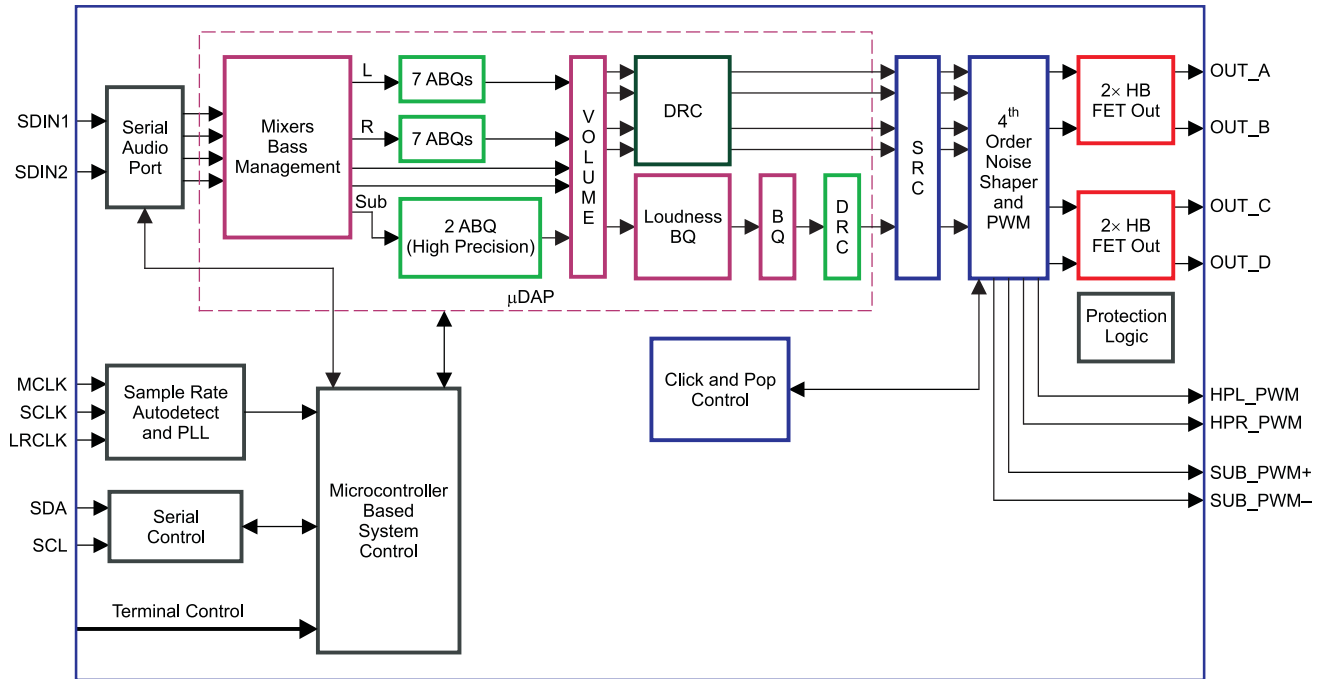 SDIN1
SDIN2
Serial
Audio
Port
Mixers
Bass
Management
L
7 ABQs
R
7 ABQs
Sub
2 ABQ
(High Precision)
V
O
L
U
M
E
DRC
Loudness
BQ
B
Q
D
R
C
μDAP
S
R
C
4th
Order
Noise
Shaper
and
PWM
2× HB
FET Out
2× HB
FET Out
Protection
Logic
OUT_A
OUT_B
OUT_C
OUT_D
MCLK
SCLK
LRCLK
Sample Rate
Autodetect
and PLL
SDA
SCL
Serial
Control
Terminal Control
Microcontroller
Based
System
Control
Click and Pop
Control
HPL_PWM
HPR_PWM
SUB_PWM+
SUB_PWM–